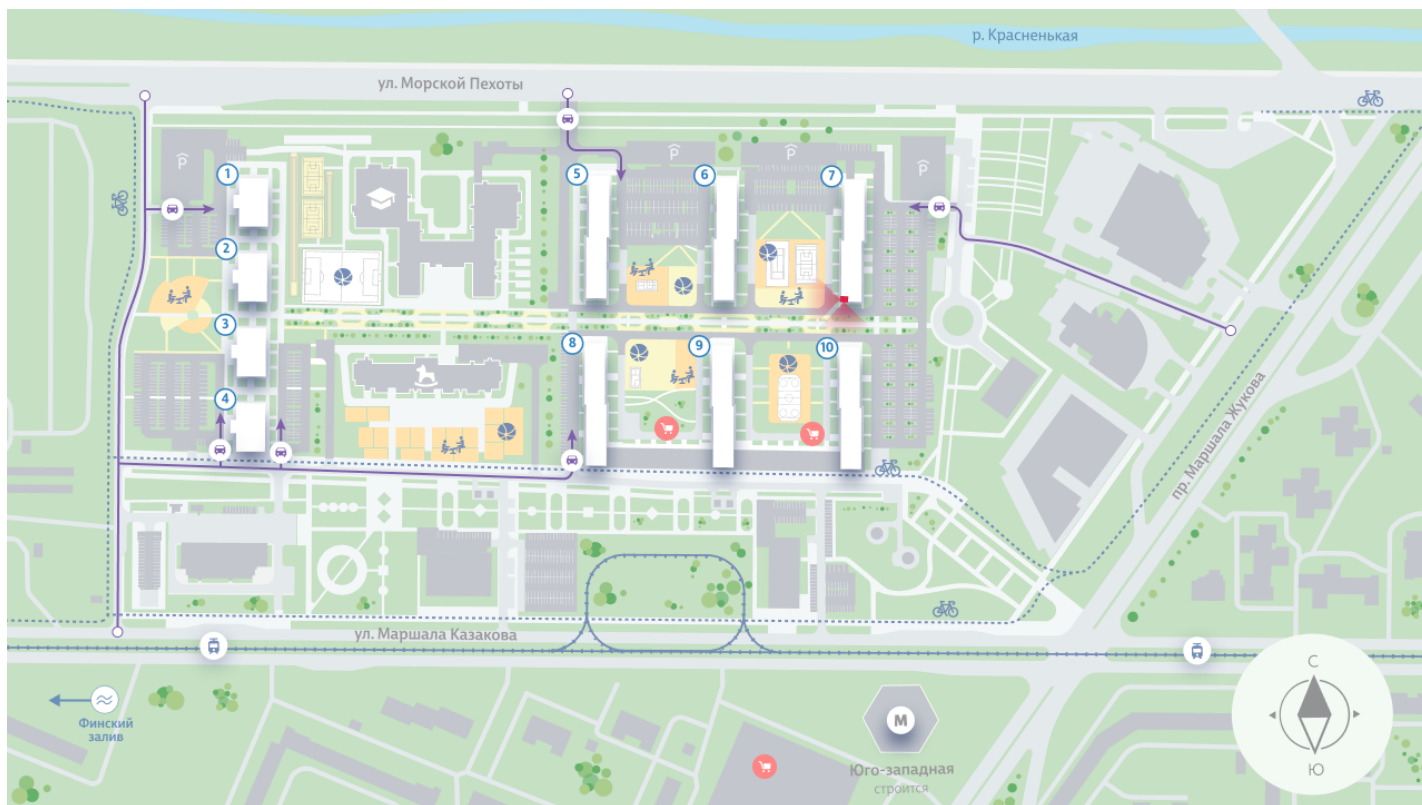 р. Красненькая
ул. Морской Пехоты
P
P
P
P
1
5
6
7
2
3
8
9
10
4
пр. Маршала Жукова
ул. Маршала Казакова
С
Финский
залив
М
Юго-западная
строится
Ю